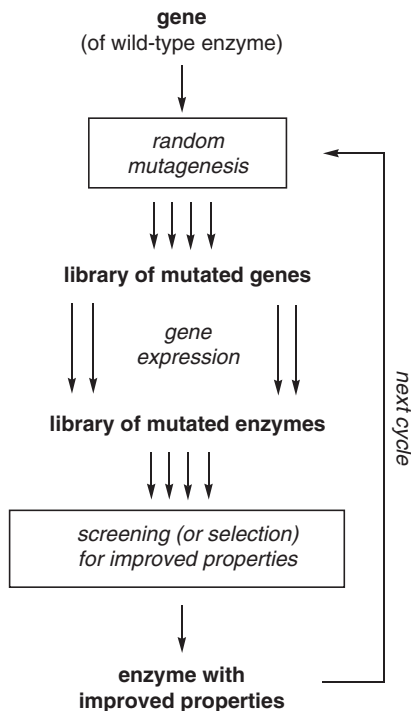 gene
(of wild-type enzyme)
random
mutagenesis
library of mutated genes
gene
expression
library of mutated enzymes
screening (or selection)
for improved properties
enzyme with
improved properties
next cycle